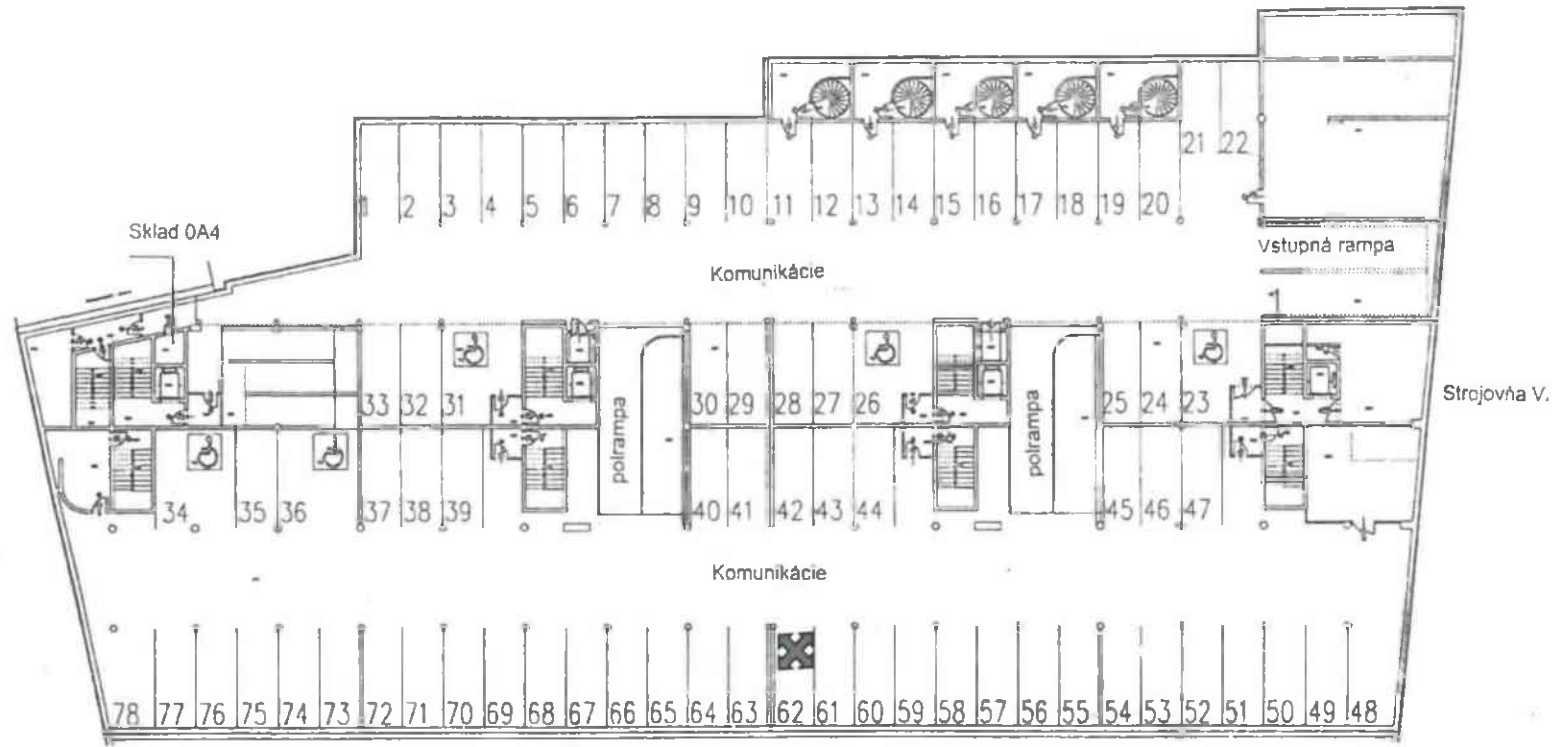 21 22
1 2 3 4 5 6 7 8 9 10 11 12 13 14 15 16 17 18 19 20
Sklad 0A4
Vstupná rampa
Komunikácie
33 32 31 polrampa 30 29 28 27 26 polrampa 25 24 23
Strojovňa V.
34 35 36 37 38 39 40 41 42 43 44 45 46 47
Komunikácie
78 77 76 75 74 73 72 71 70 69 68 67 66 65 64 63 62 61 60 59 58 57 56 55 54 53 52 51 50 49 48